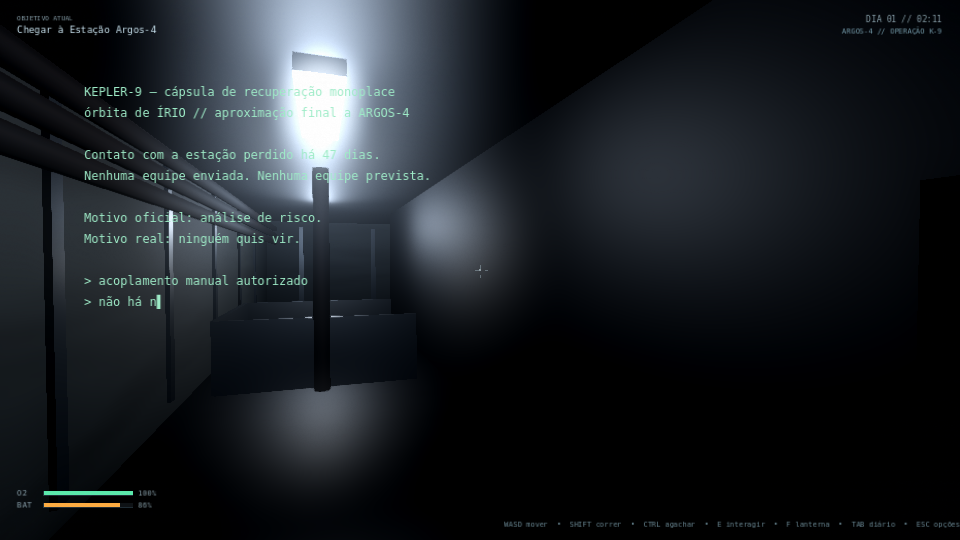 OBJETIVO ATUAL
Chegar à Estação Argos-4
DIA 01 // 02:11
ARGOS-4 // OPERAÇÃO K-9
KEPLER-9 — cápsula de recuperação monoplace
órbita de ÍRIO // aproximação final a ARGOS-4
Contato com a estação perdido há 47 dias.
Nenhuma equipe enviada. Nenhuma equipe prevista.
Motivo oficial: análise de risco.
Motivo real: ninguém quis vir.
> acoplamento manual autorizado
> não há n
O2 100%
BAT 86%
WASD mover • SHIFT correr • CTRL agachar • E interagir • F lanterna • TAB diário • ESC opções